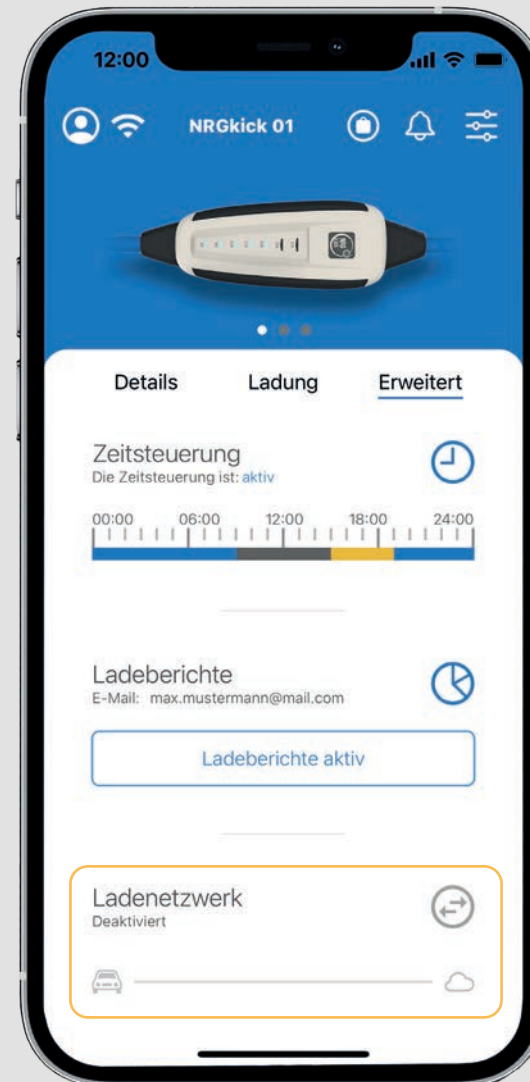 12:00
NRGkick 01
Details Ladung Erweitert
Zeitsteuerung
Die Zeitsteuerung ist: aktiv
00:00 06:00 12:00 18:00 24:00
Ladeberichte
E-Mail: max.mustermann@mail.com
Ladeberichte aktiv
Ladenetzwerk
Deaktiviert